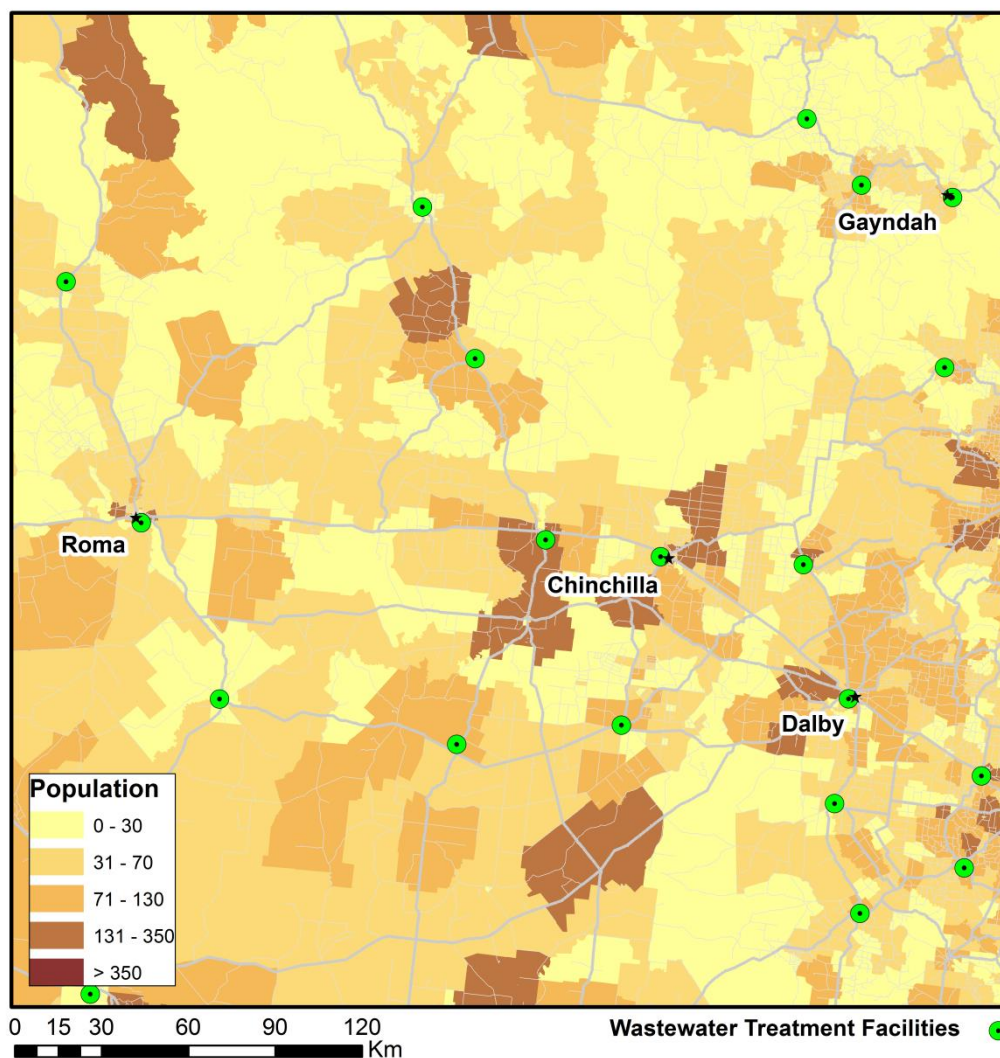 Gayndah
Roma
Chinchilla
Dalby
Population
0 - 30
31 - 70
71 - 130
131 - 350
> 350
0 15 30 60 90 120
Km
Wastewater Treatment Facilities